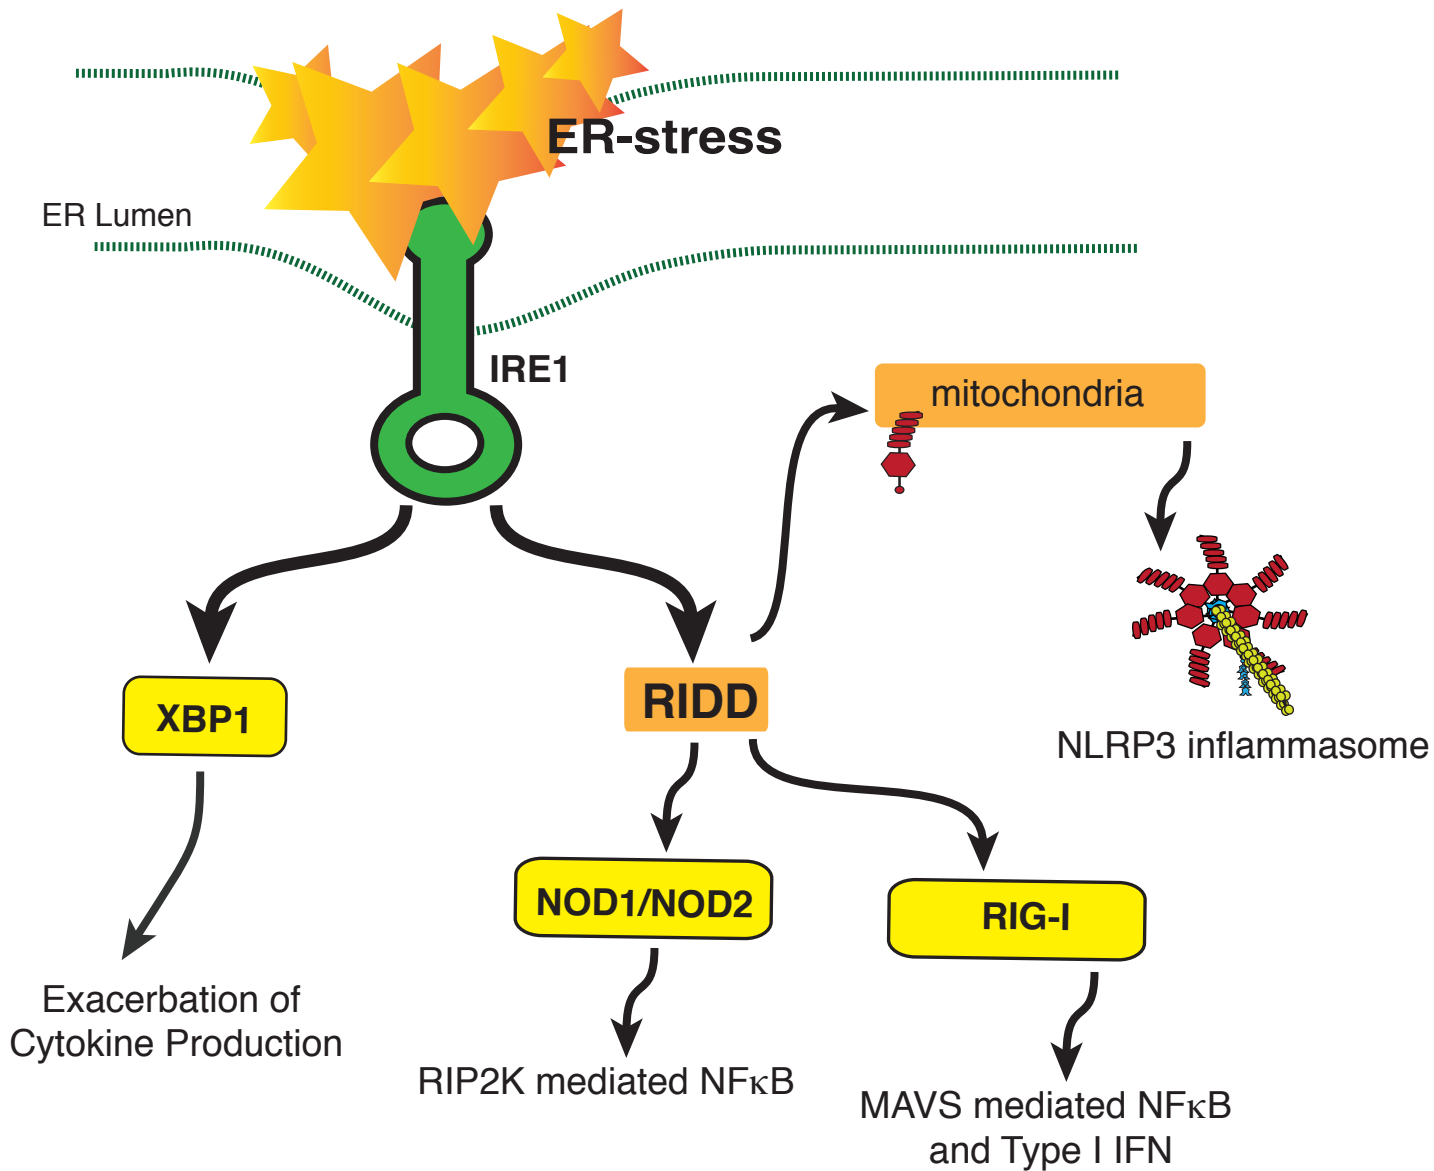 ER-stress
ER Lumen
IRE1
mitochondria
XBP1
RIDD
NLRP3 inflammasome
NOD1/NOD2
RIG-I
Exacerbation of
Cytokine Production
RIP2K mediated NFκB
MAVS mediated NFκB
and Type I IFN